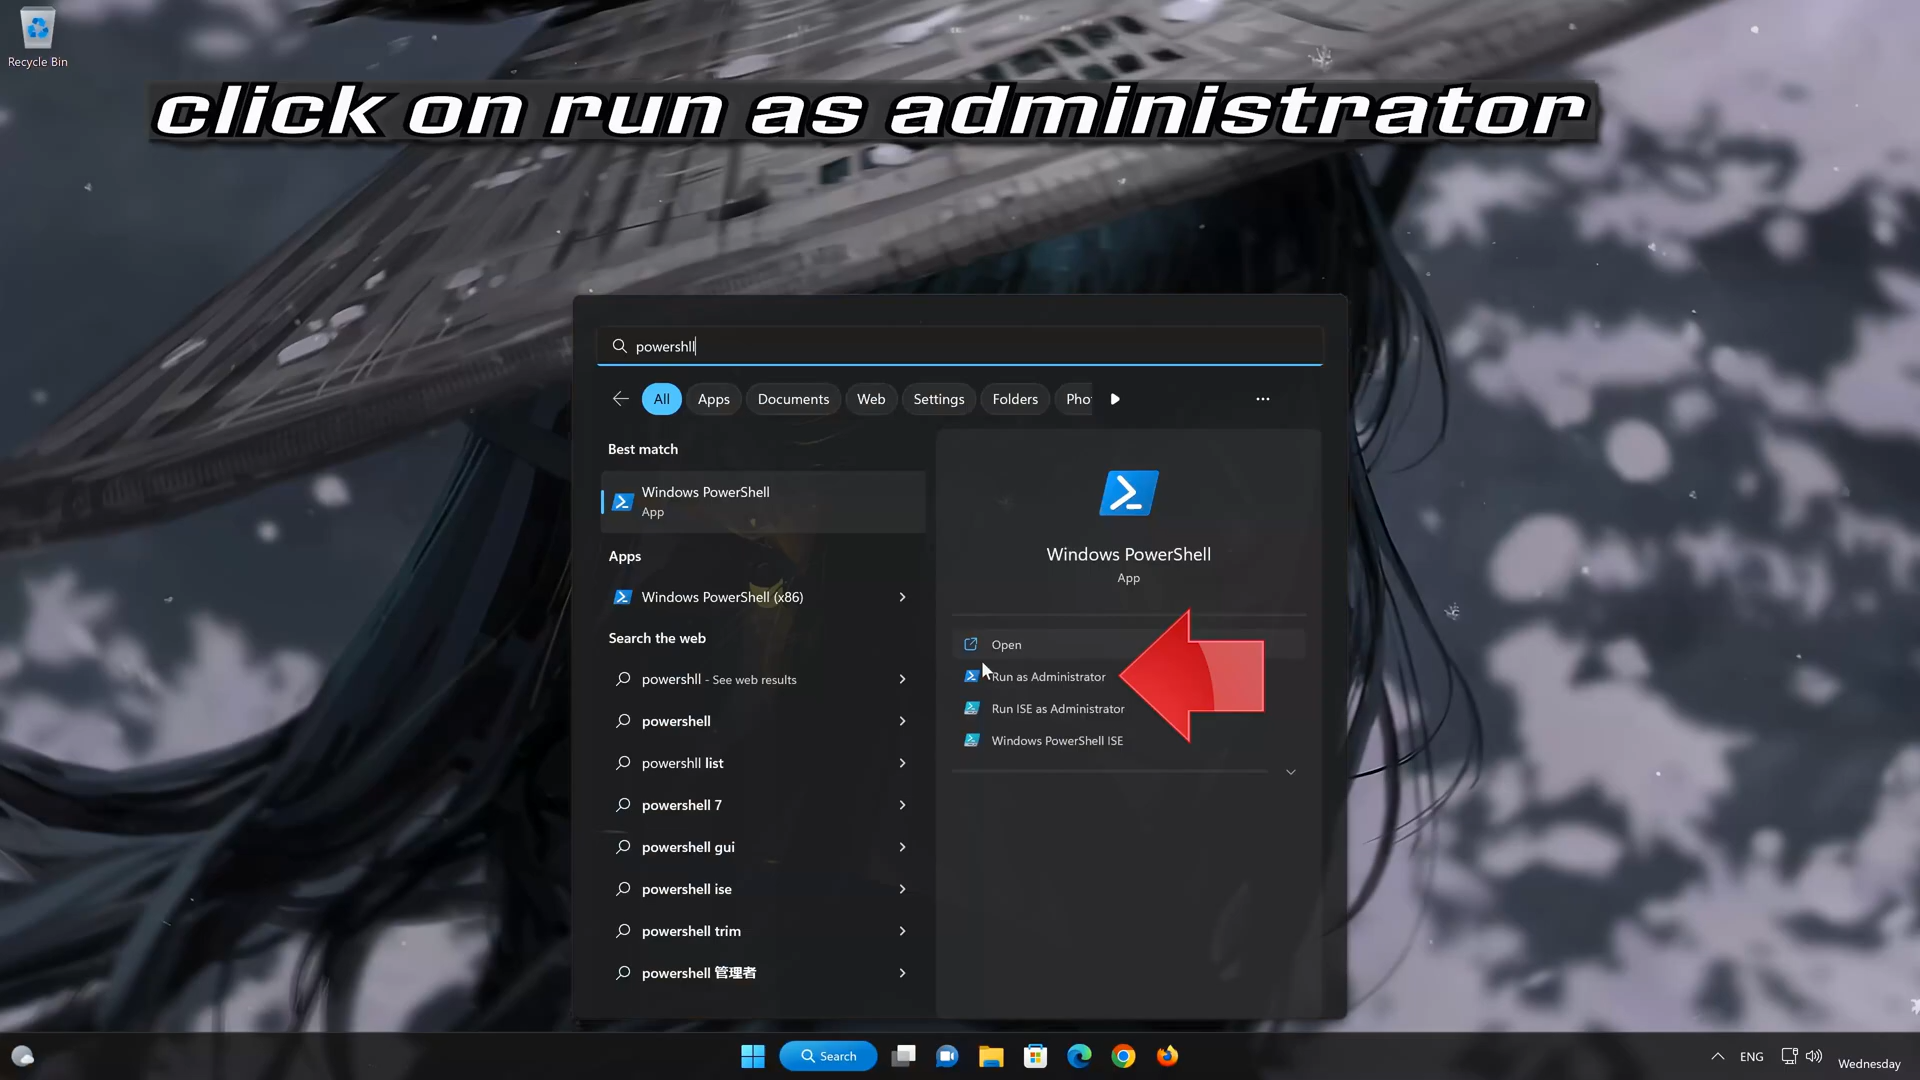 Recycle Bin
click on run as administrator
powershll
All
Apps
Documents
Web
Settings
Folders
Pho
Best match
Windows PowerShell
App
Apps
Windows PowerShell (x86)
Search the web
powershll - See web results
powershell
powershll list
powershell 7
powershell gui
powershell ise
powershell trim
powershell 管理者
Windows PowerShell
App
Open
Run as Administrator
Run ISE as Administrator
Windows PowerShell ISE
Search
ENG
Wednesday